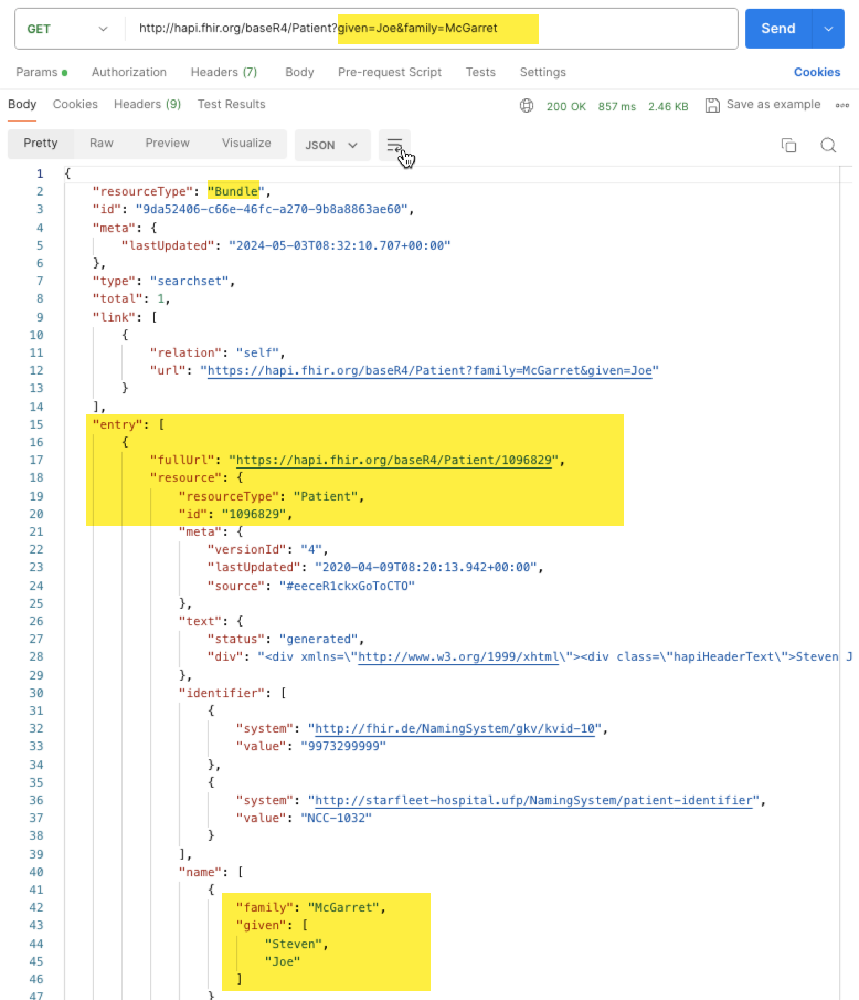 GET http://hapi.fhir.org/baseR4/Patient?given=Joe&family=McGarret Send
Params Authorization Headers (7) Body Pre-request Script Tests Settings Cookies
Body Cookies Headers (9) Test Results 200 OK 857 ms 2.46 KB Save as example
Pretty Raw Preview Visualize JSON
1 {
2 "resourceType": "Bundle",
3 "id": "9da52406-c66e-46fc-a270-9b8a8863ae60",
4 "meta": {
5 "lastUpdated": "2024-05-03T08:32:10.707+00:00"
6 },
7 "type": "searchset",
8 "total": 1,
9 "link": [
10 {
11 "relation": "self",
12 "url": "https://hapi.fhir.org/baseR4/Patient?family=McGarret&given=Joe"
13 }
14 ],
15 "entry": [
16 {
17 "fullUrl": "https://hapi.fhir.org/baseR4/Patient/1096829",
18 "resource": {
19 "resourceType": "Patient",
20 "id": "1096829",
21 "meta": {
22 "versionId": "4",
23 "lastUpdated": "2020-04-09T08:20:13.942+00:00",
24 "source": "#eeceR1ckxGoToCTO"
25 },
26 "text": {
27 "status": "generated",
28 "div": "<div xmlns=\"http://www.w3.org/1999/xhtml\"><div class=\"hapiHeaderText\">Steven J
29 },
30 "identifier": [
31 {
32 "system": "http://fhir.de/NamingSystem/gkv/kvid-10",
33 "value": "9973299999"
34 },
35 {
36 "system": "http://starfleet-hospital.ufp/NamingSystem/patient-identifier",
37 "value": "NCC-1032"
38 }
39 ],
40 "name": [
41 {
42 "family": "McGarret",
43 "given": [
44 "Steven",
45 "Joe"
46 ]
47 }